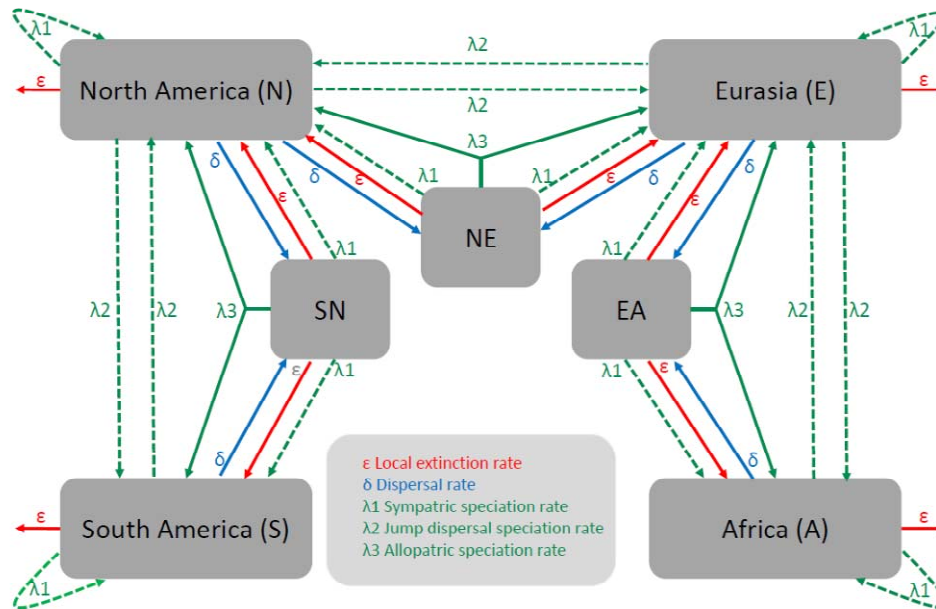 λ1
λ2
λ1
ε
North America (N)
Eurasia (E)
ε
λ2
λ3
δ
δ
ε
λ1
λ1
ε
δ
δ
ε
NE
ε
λ1
λ1
λ2
λ2
λ3
SN
EA
λ3
λ2
λ2
ε
λ1
λ1
ε
δ
δ
ε Local extinction rate
δ Dispersal rate
λ1 Sympatric speciation rate
λ2 Jump dispersal speciation rate
λ3 Allopatric speciation rate
ε
South America (S)
Africa (A)
ε
λ1
λ1